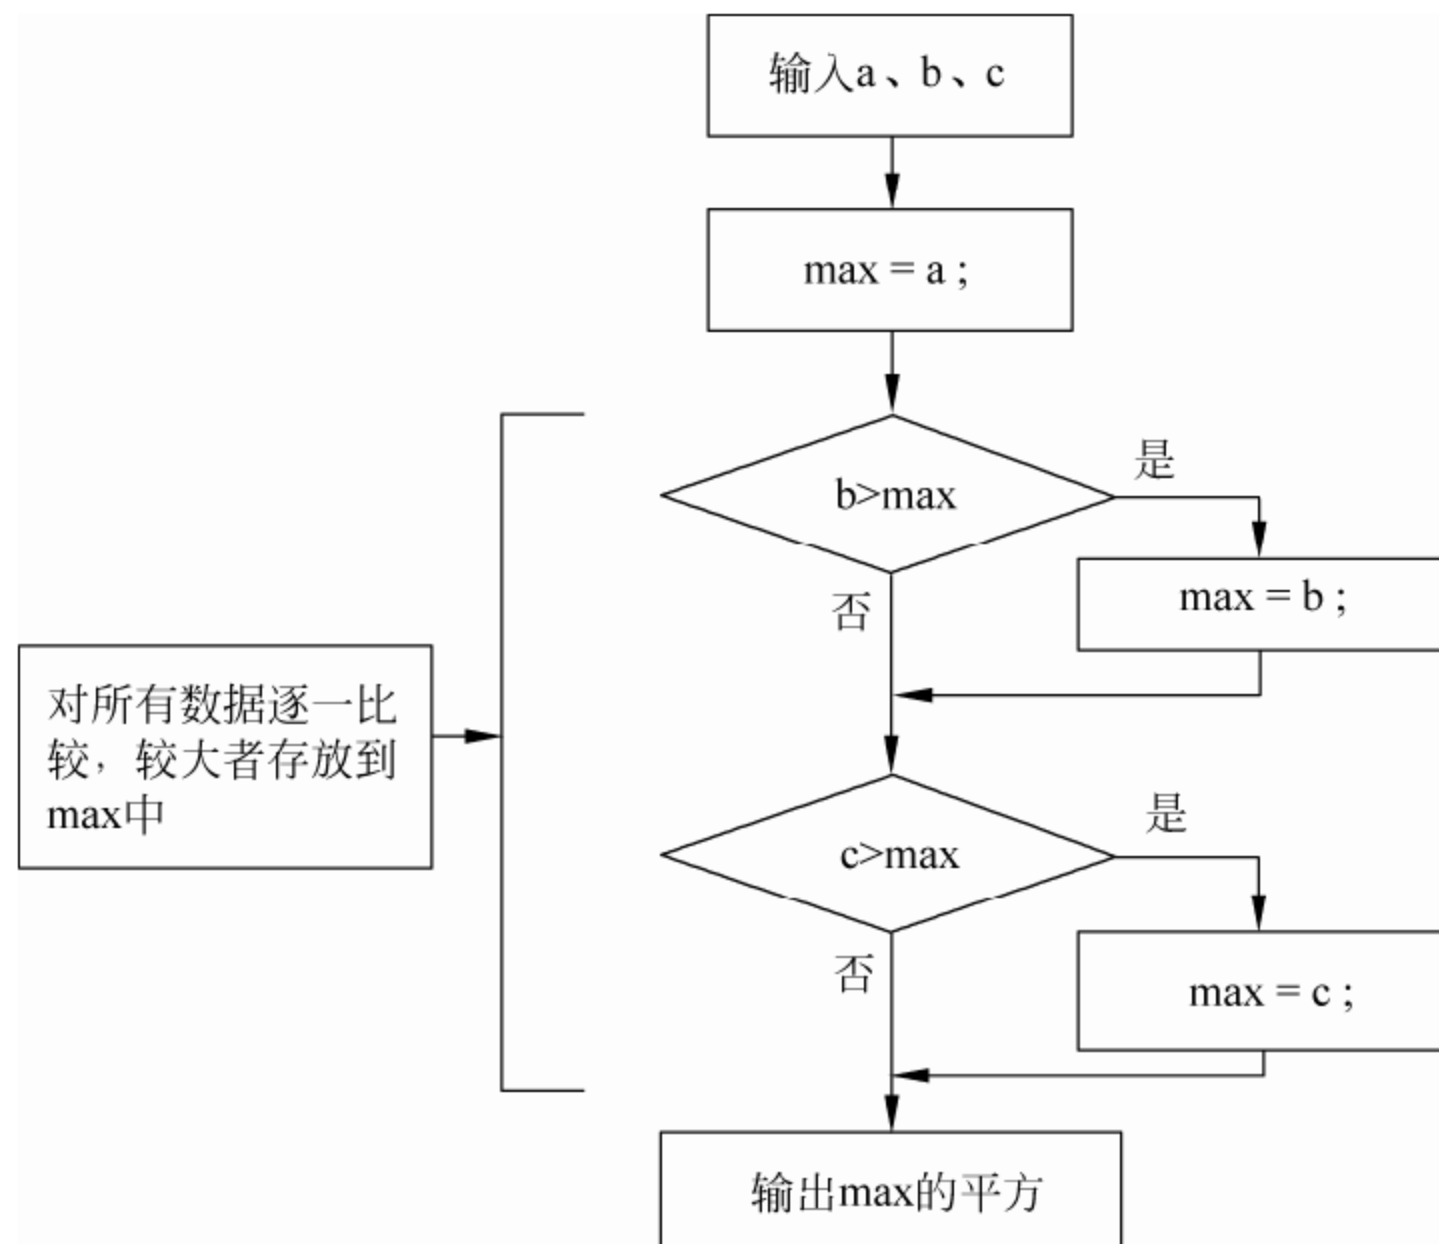 输入a、b、c
max = a ;
b>max
是
max = b ;
否
对所有数据逐一比
较，较大者存放到
max中
c>max
是
max = c ;
否
输出max的平方